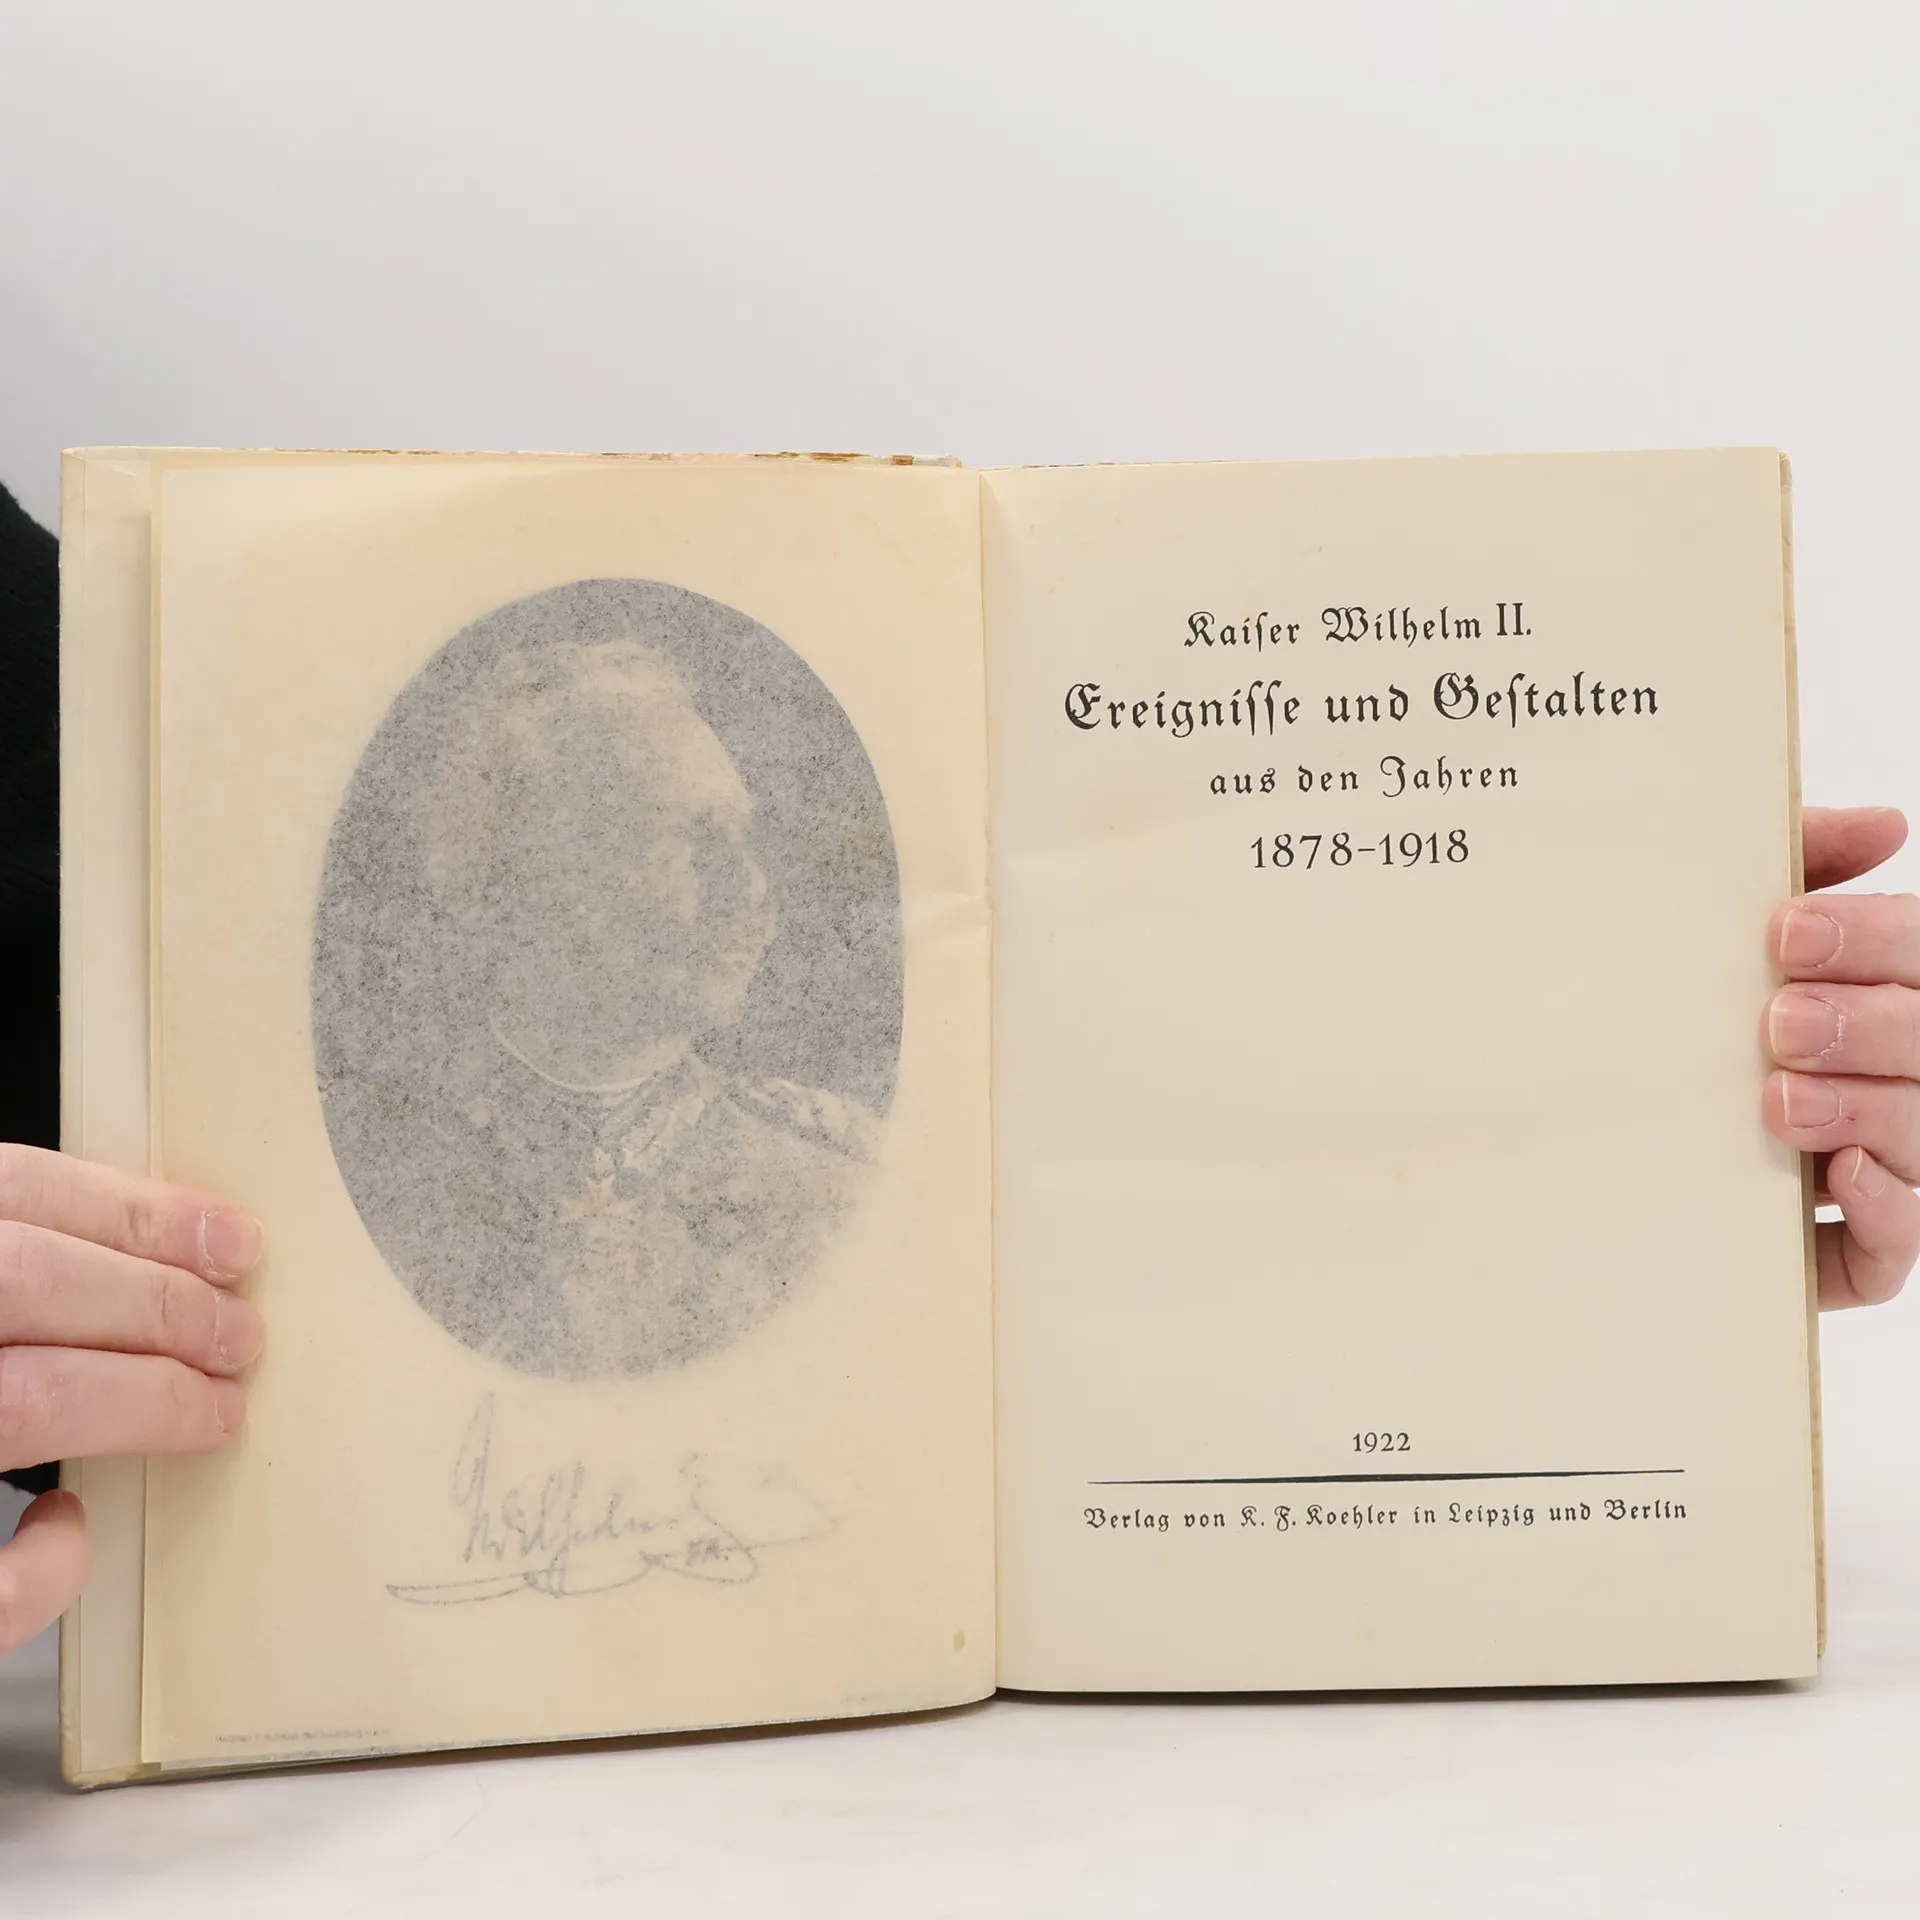 Wilhelm
Kaiſer Wilhelm II.
Ereigniſſe und Geſtalten
aus den Jahren
1878-1918
1922
Verlag von K. F. Koehler in Leipzig und Berlin